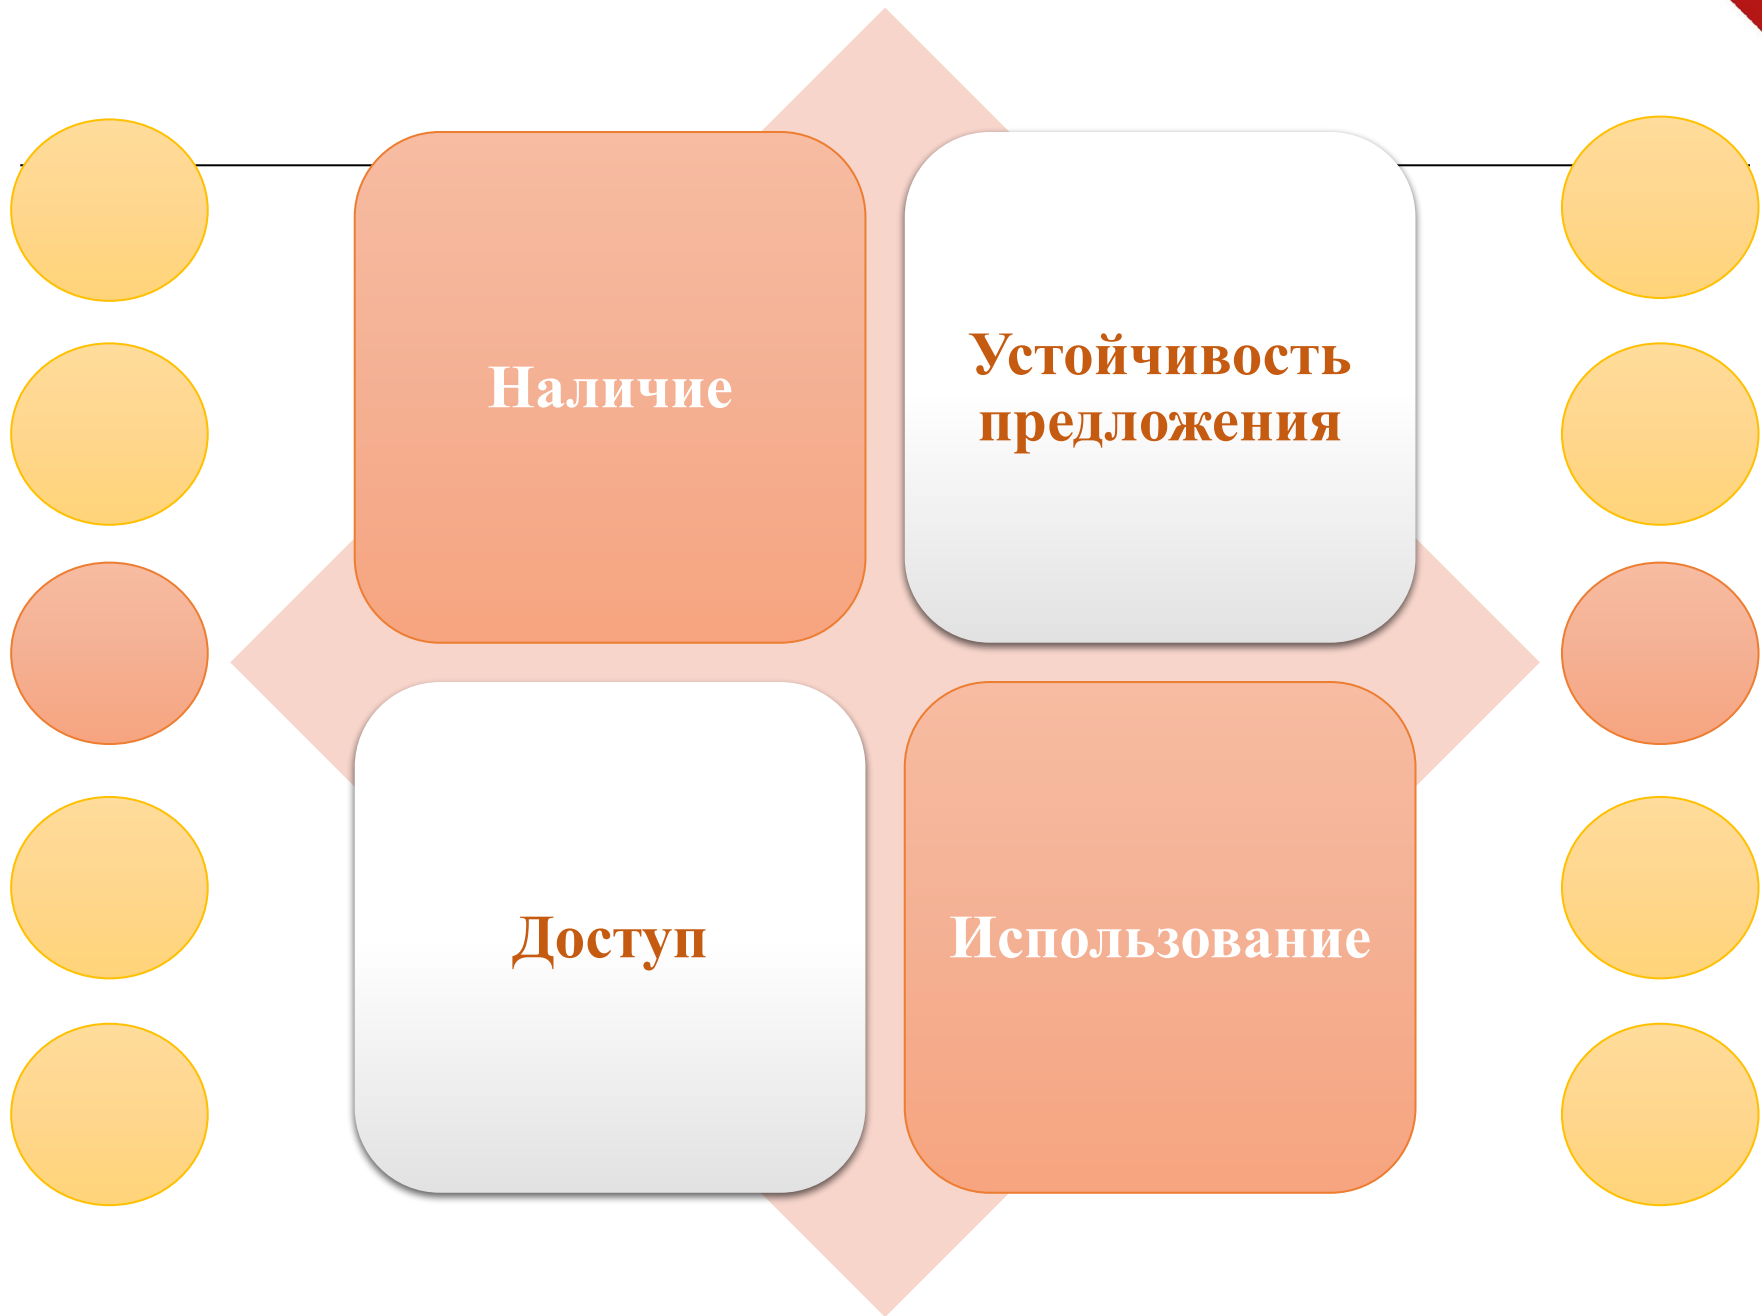 Наличие
Устойчивость
предложения
Доступ
Использование